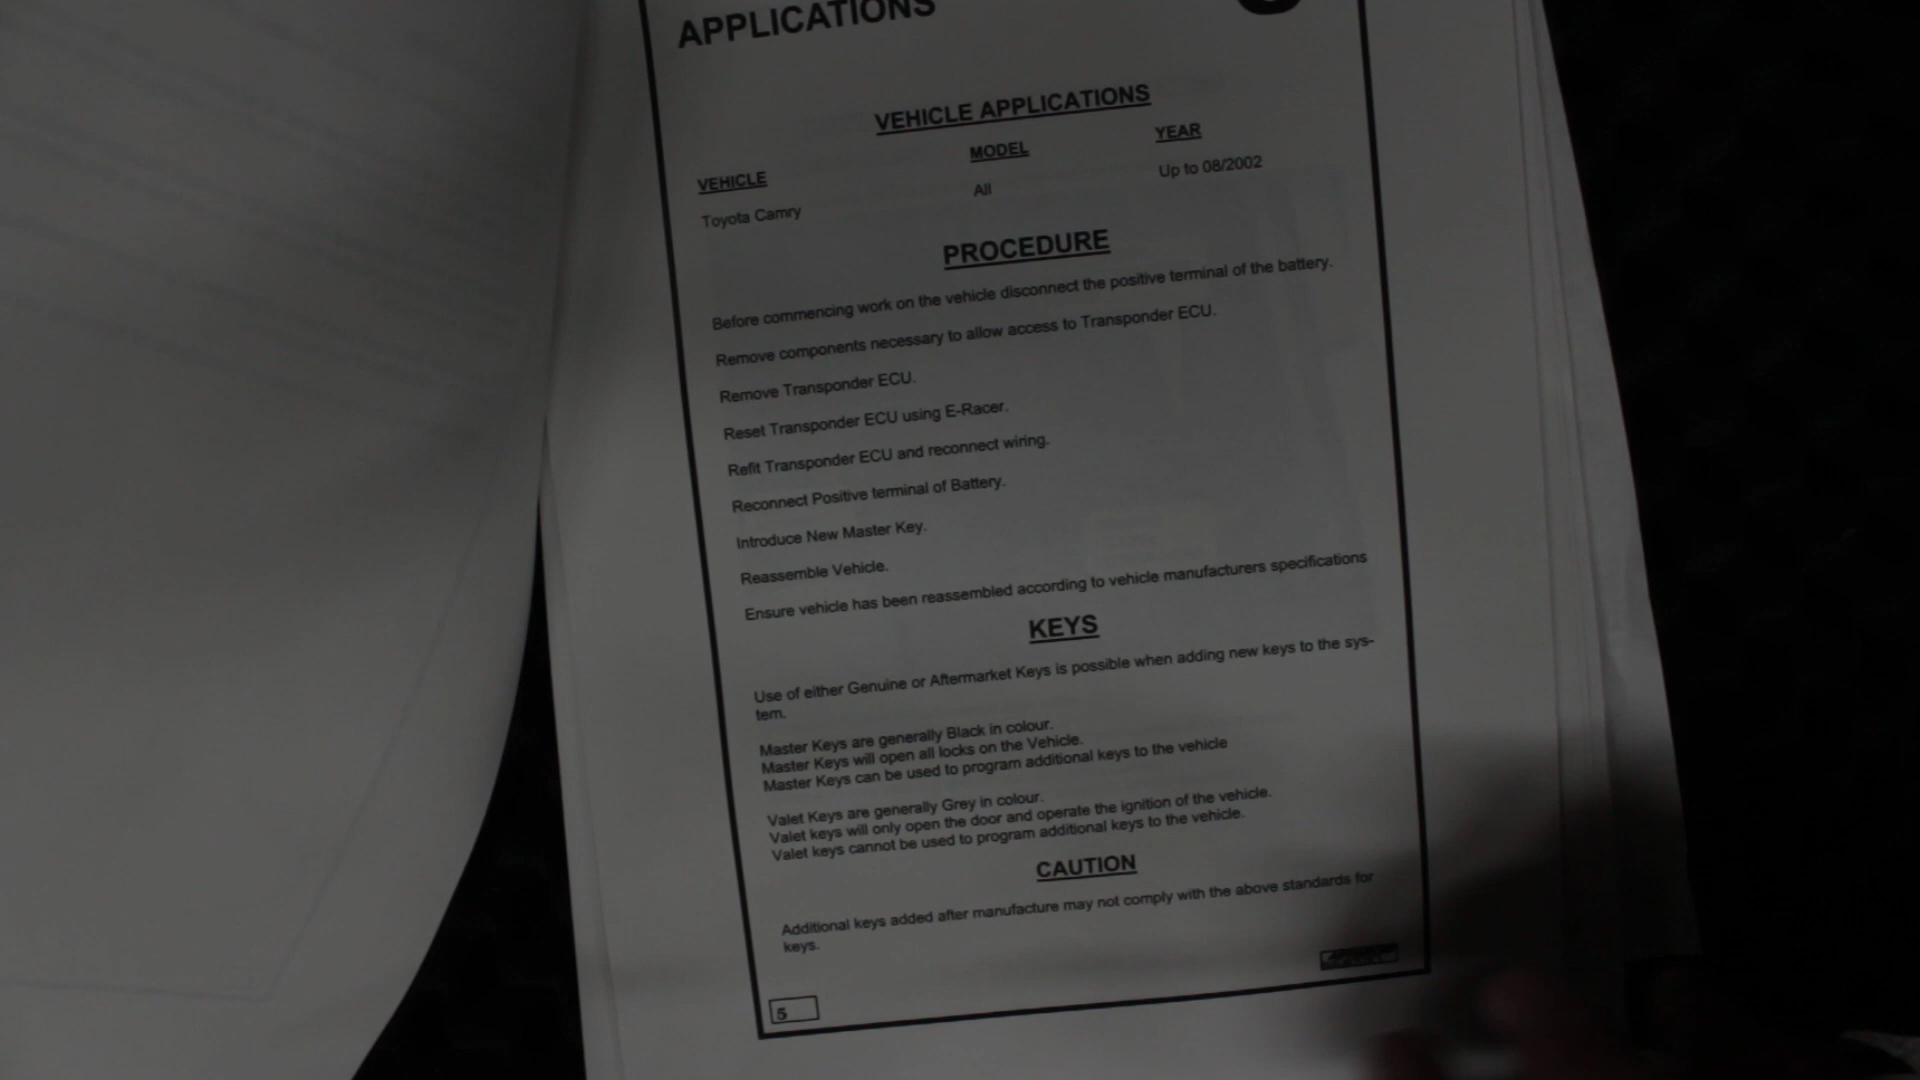 APPLICATIONS
VEHICLE APPLICATIONS
VEHICLE MODEL YEAR
Toyota Camry All Up to 08/2002
PROCEDURE
Before commencing work on the vehicle disconnect the positive terminal of the battery.
Remove components necessary to allow access to Transponder ECU.
Remove Transponder ECU.
Reset Transponder ECU using E-Racer.
Refit Transponder ECU and reconnect wiring.
Reconnect Positive terminal of Battery.
Introduce New Master Key.
Reassemble Vehicle.
Ensure vehicle has been reassembled according to vehicle manufacturers specifications
KEYS
Use of either Genuine or Aftermarket Keys is possible when adding new keys to the sys-
tem.
Master Keys are generally Black in colour.
Master Keys will open all locks on the Vehicle.
Master Keys can be used to program additional keys to the vehicle
Valet Keys are generally Grey in colour.
Valet keys will only open the door and operate the ignition of the vehicle.
Valet keys cannot be used to program additional keys to the vehicle.
CAUTION
Additional keys added after manufacture may not comply with the above standards for
keys.
5